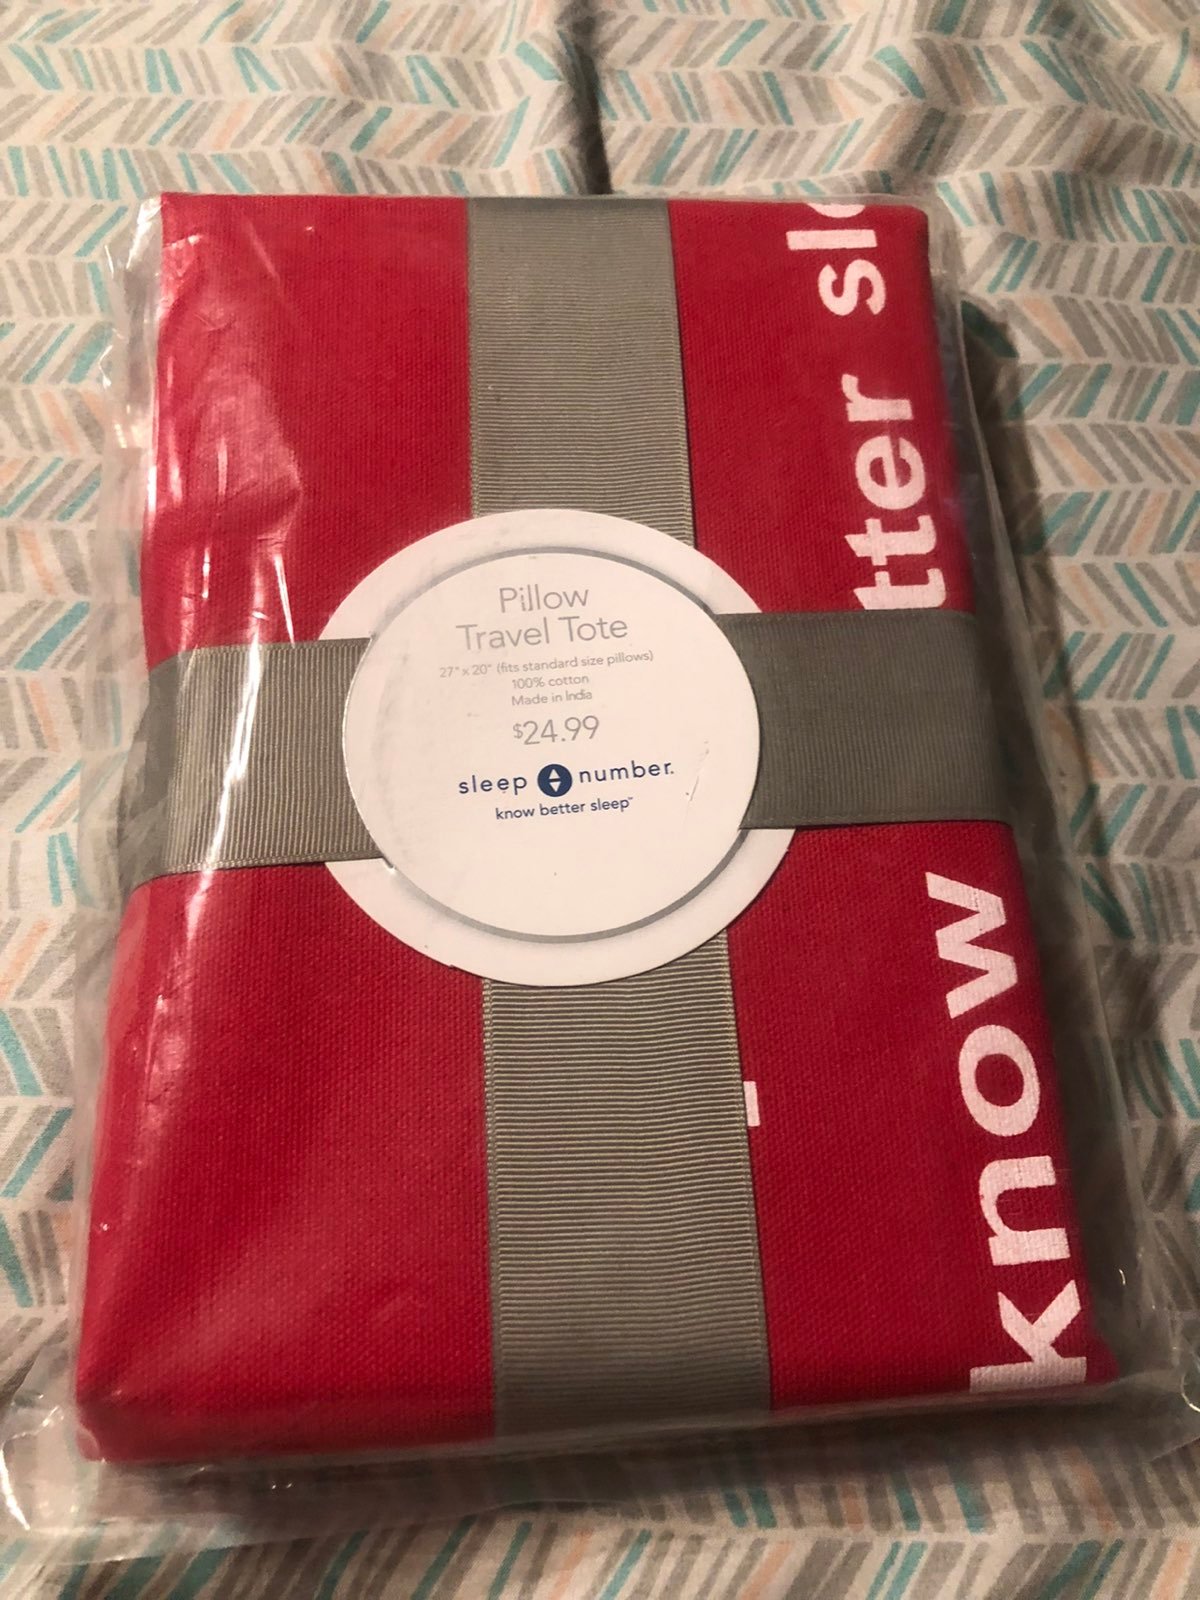 Pillow
Travel Tote
27" x 20" (fits standard size pillows)
100% cotton
Made in India
$24.99
sleep number.
know better sleep™
know tter sl